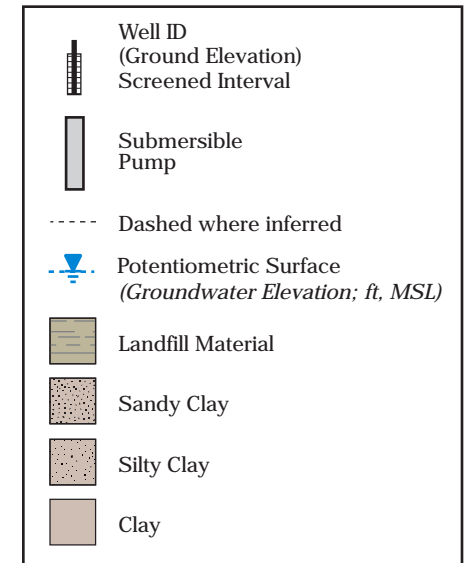 Well ID
(Ground Elevation)
Screened Interval
Submersible
Pump
Dashed where inferred
Potentiometric Surface
(Groundwater Elevation; ft, MSL)
Landfill Material
Sandy Clay
Silty Clay
Clay